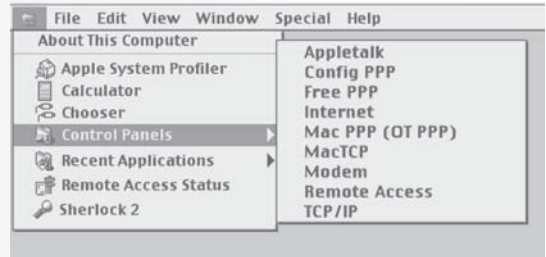 File Edit View Window Special Help
About This Computer
Apple System Profiler
Calculator
Chooser
Control Panels
Recent Applications
Remote Access Status
Sherlock 2
Appletalk
Config PPP
Free PPP
Internet
Mac PPP (OT PPP)
MacTCP
Modem
Remote Access
TCP/IP